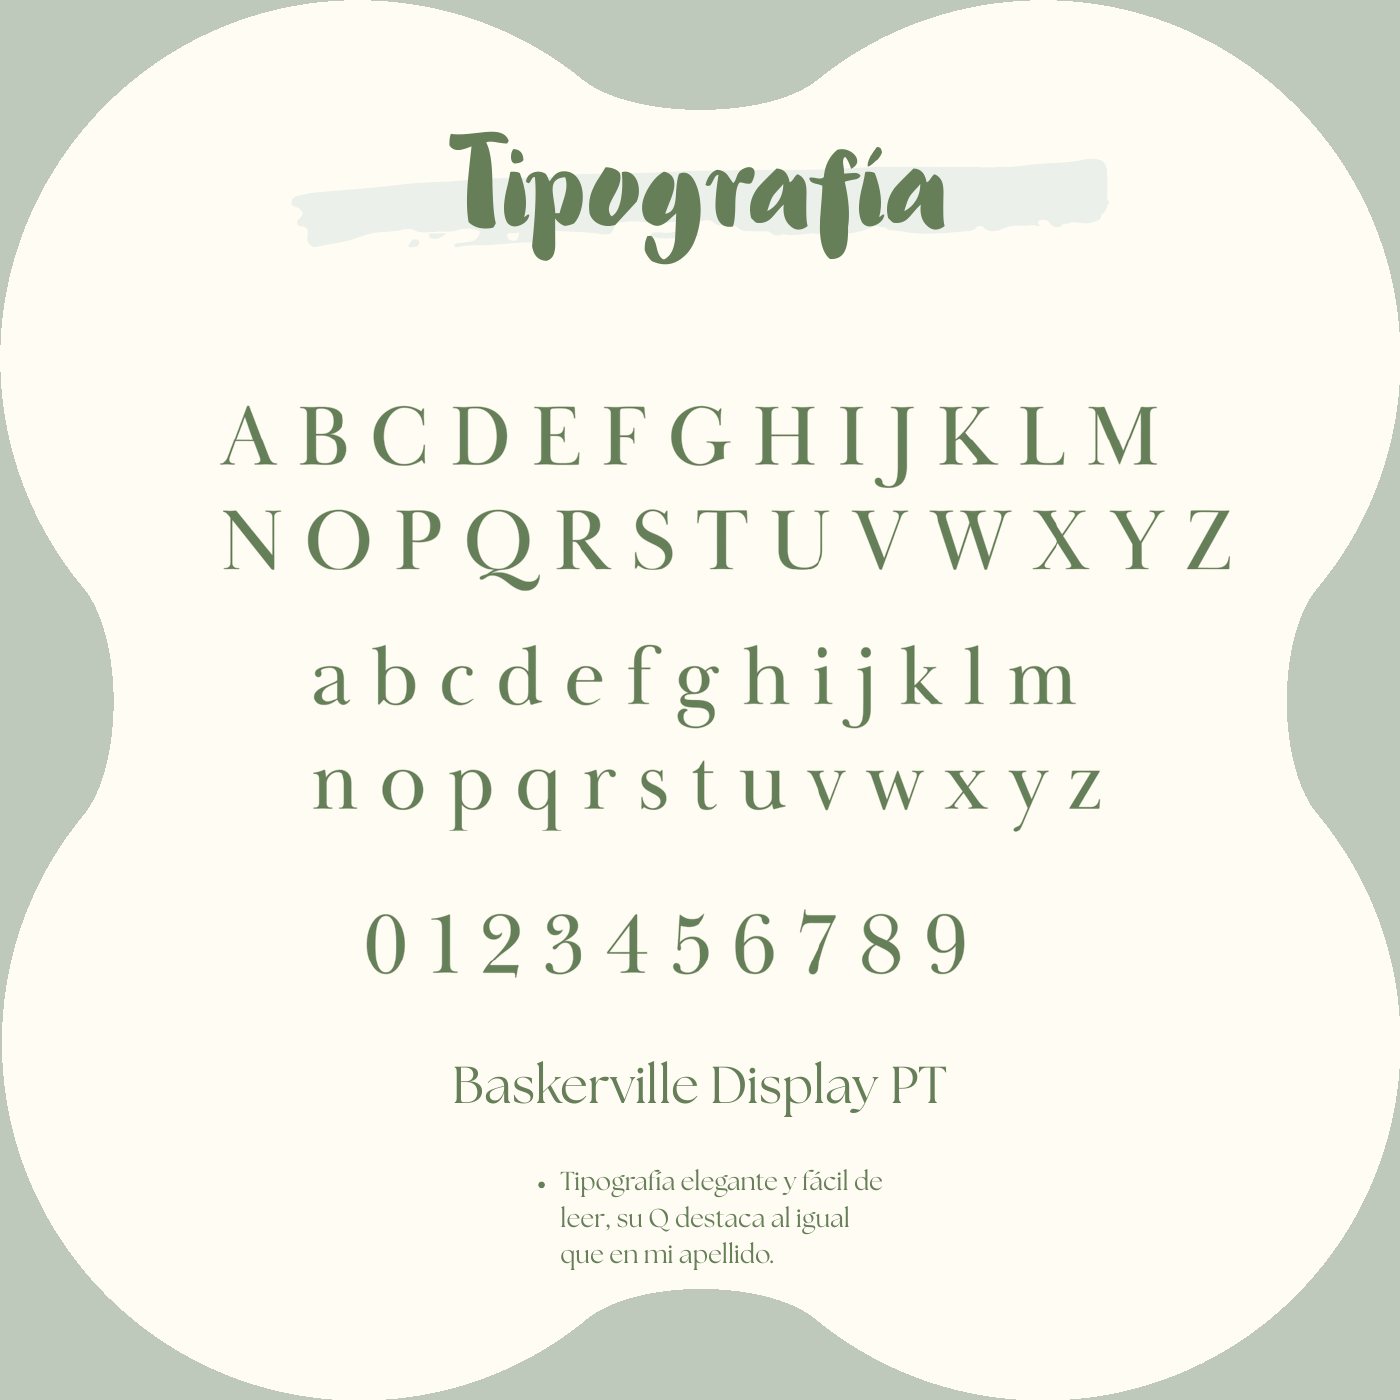 Tipografía
A B C D E F G H I J K L M
N O P Q R S T U V W X Y Z
a b c d e f g h i j k l m
n o p q r s t u v w x y z
0 1 2 3 4 5 6 7 8 9
Baskerville Display PT
• Tipografía elegante y fácil de
leer, su Q destaca al igual
que en mi apellido.